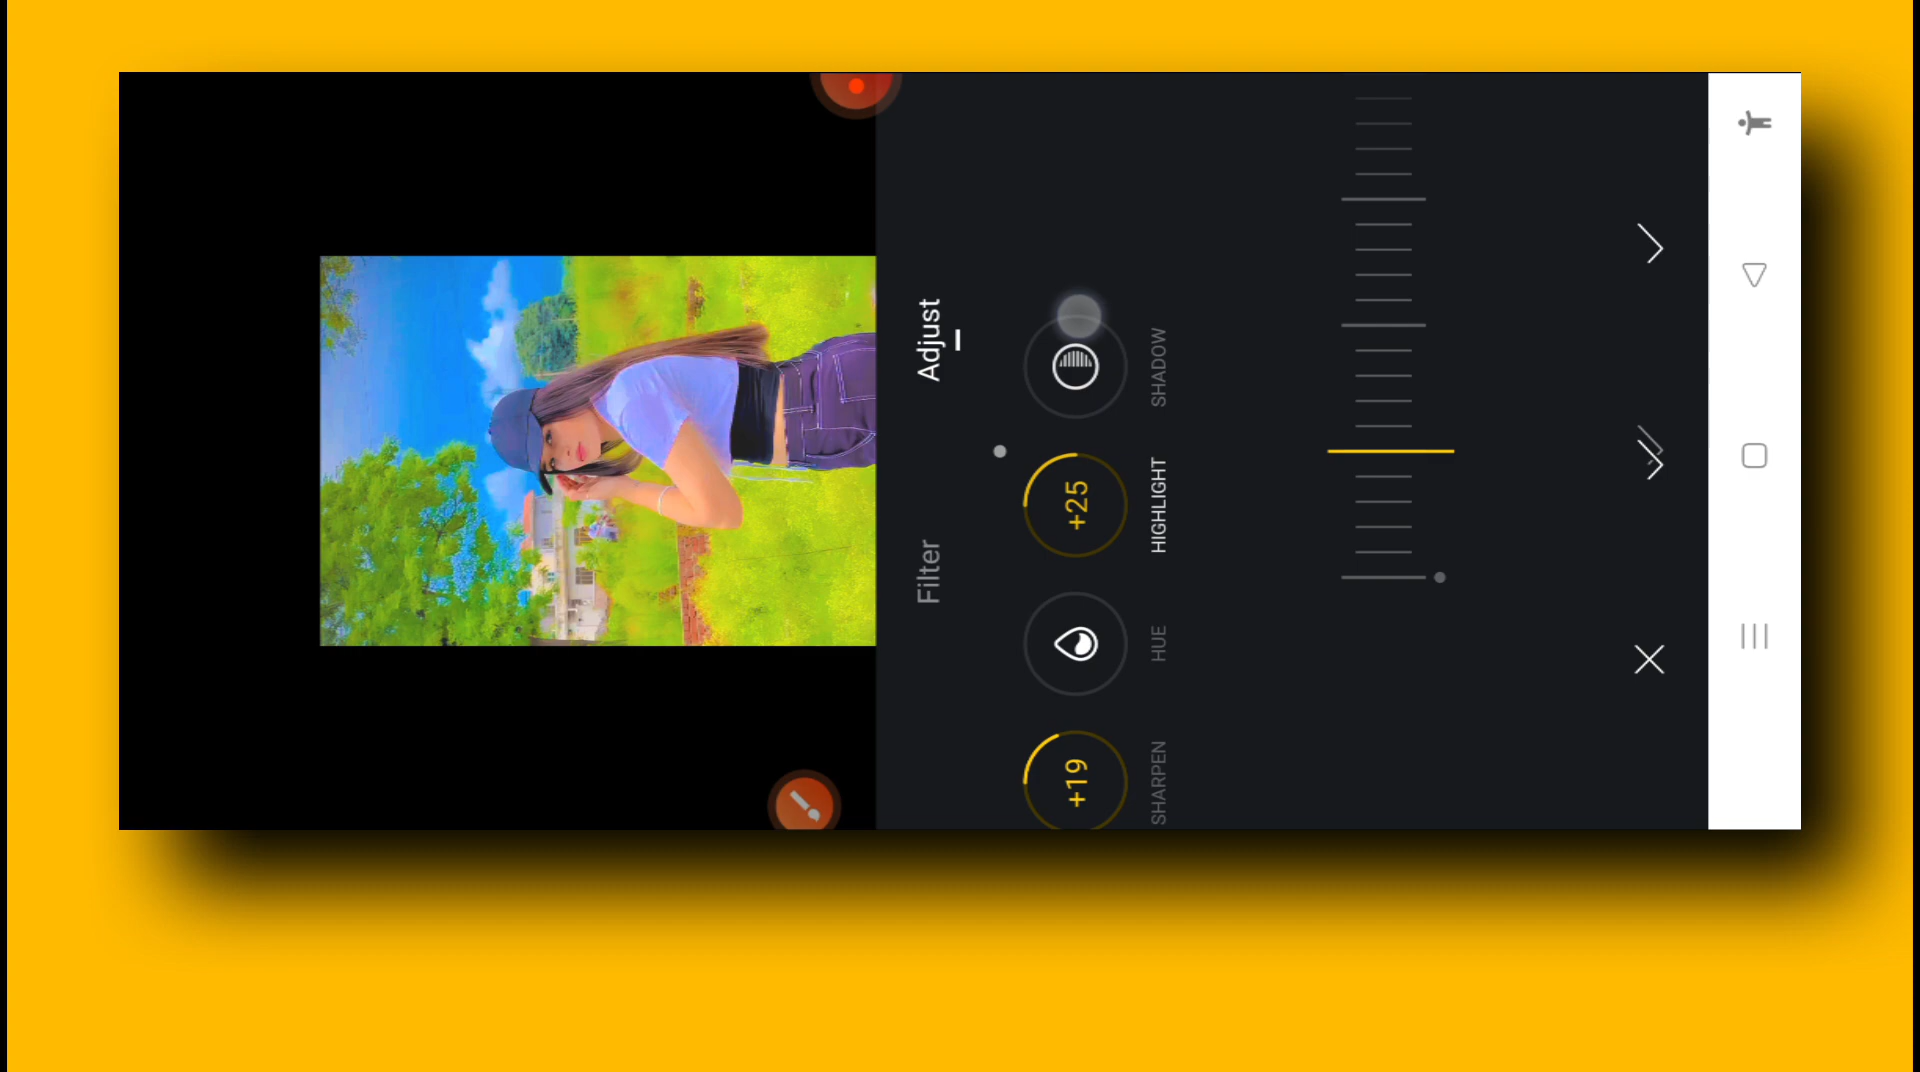 Filter
Adjust
+19
+25
SHARPEN
HUE
HIGHLIGHT
SHADOW